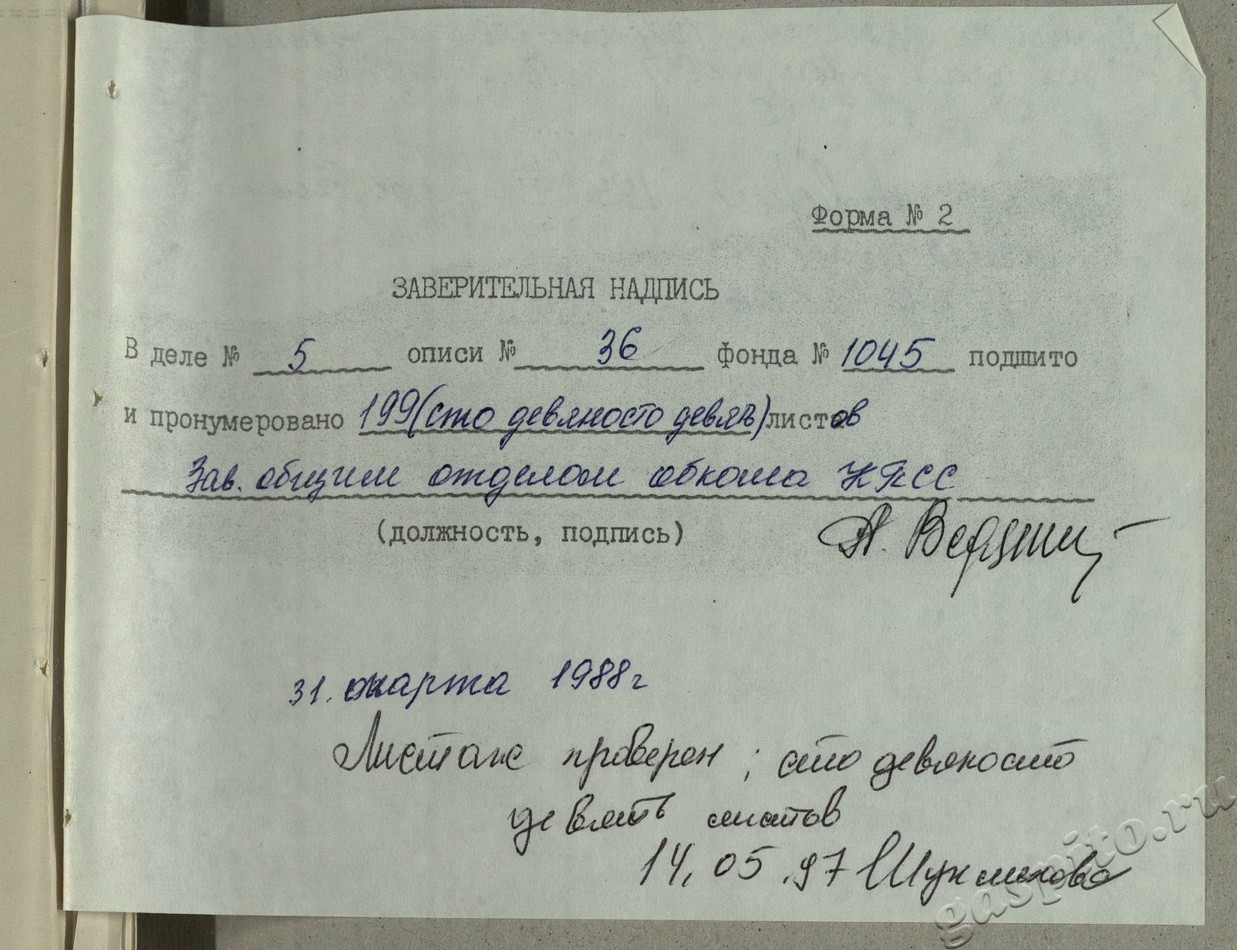 Форма № 2
ЗАВЕРИТЕЛЬНАЯ НАДПИСЬ
В деле № 5 описи № 36 фонда № 1045 подшито
и пронумеровано 199 (сто девяносто девять) листов
Зав. общим отделом обкома КПСС
(должность, подпись)
А.
31. марта 1988 г
Листаж проверен; сто девяносто
девять листов
14.05.97
gaspito.ru